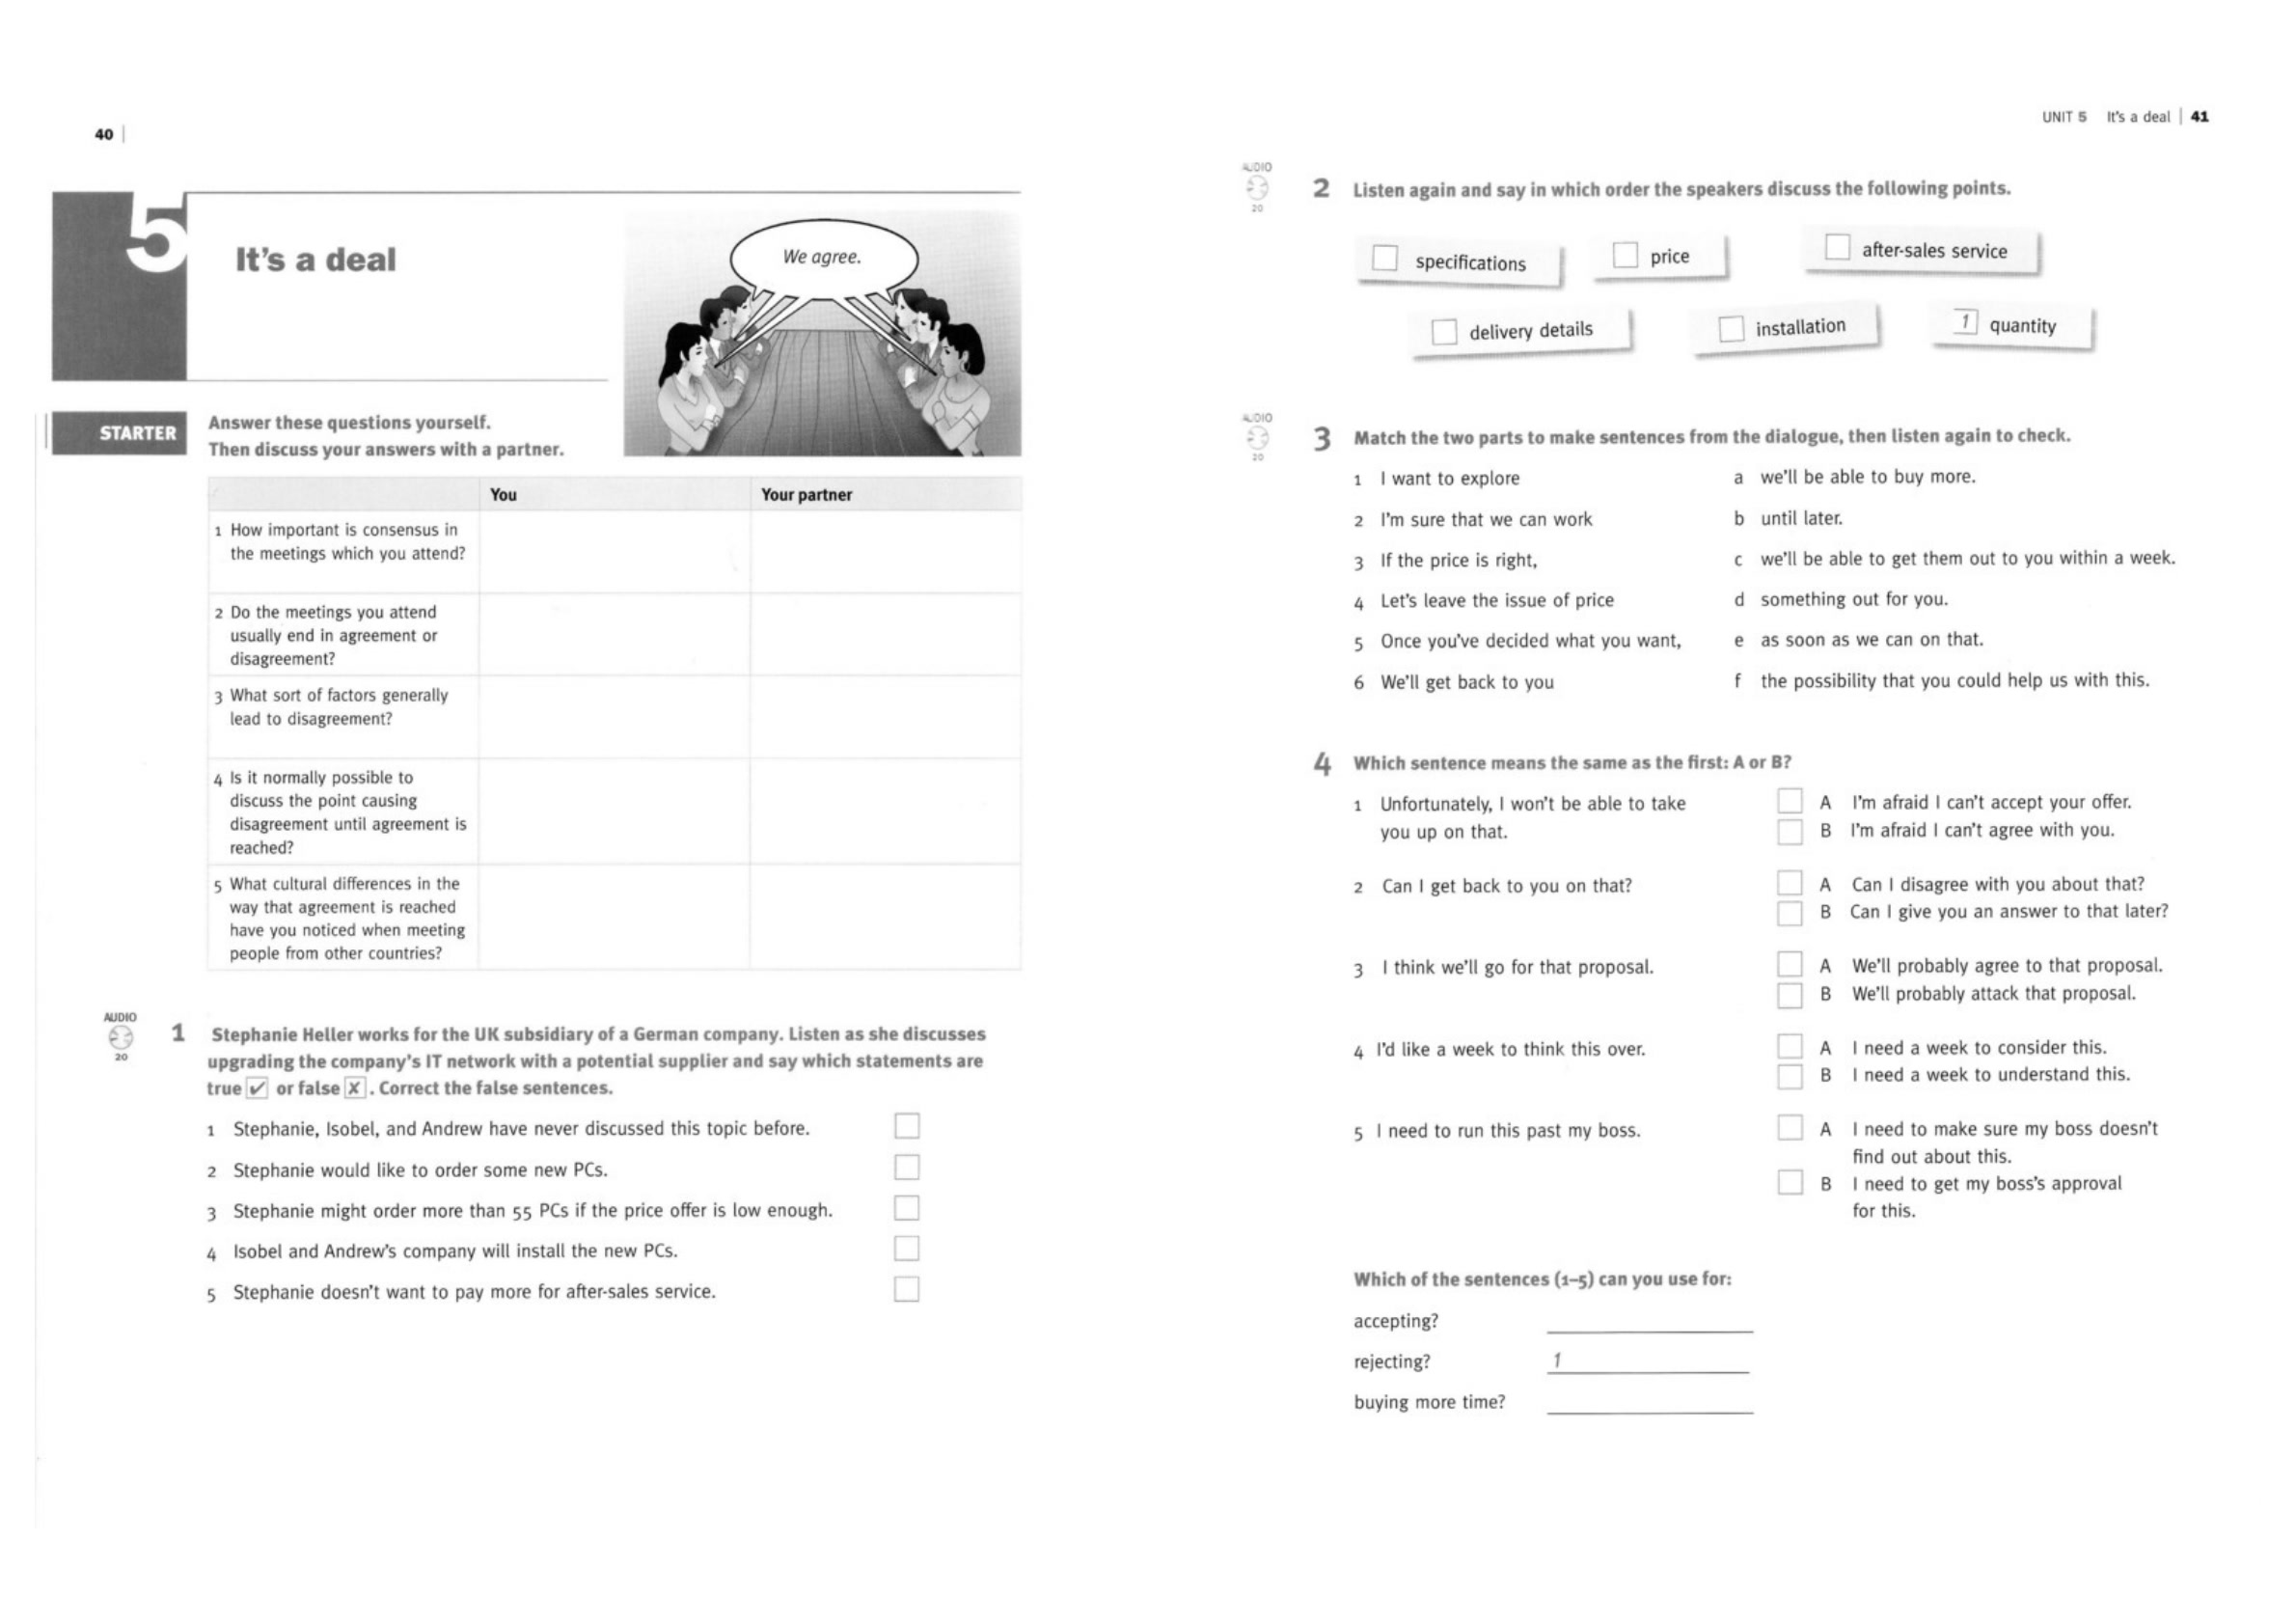 40
5
It's a deal
We agree.
STARTER
Answer these questions yourself.
Then discuss your answers with a partner.
You
Your partner
1 How important is consensus in
the meetings which you attend?
2 Do the meetings you attend
usually end in agreement or
disagreement?
3 What sort of factors generally
lead to disagreement?
4 Is it normally possible to
discuss the point causing
disagreement until agreement is
reached?
5 What cultural differences in the
way that agreement is reached
have you noticed when meeting
people from other countries?
AUDIO
20
1 Stephanie Heller works for the UK subsidiary of a German company. Listen as she discusses
upgrading the company's IT network with a potential supplier and say which statements are
true ✓ or false ✗. Correct the false sentences.
1 Stephanie, Isobel, and Andrew have never discussed this topic before.
2 Stephanie would like to order some new PCs.
3 Stephanie might order more than 55 PCs if the price offer is low enough.
4 Isobel and Andrew's company will install the new PCs.
5 Stephanie doesn't want to pay more for after-sales service.
UNIT 5 It's a deal | 41
AUDIO
20
2 Listen again and say in which order the speakers discuss the following points.
specifications
price
after-sales service
delivery details
installation
1 quantity
AUDIO
20
3 Match the two parts to make sentences from the dialogue, then listen again to check.
1 I want to explore
a we'll be able to buy more.
2 I'm sure that we can work
b until later.
3 If the price is right,
c we'll be able to get them out to you within a week.
4 Let's leave the issue of price
d something out for you.
5 Once you've decided what you want,
e as soon as we can on that.
6 We'll get back to you
f the possibility that you could help us with this.
4 Which sentence means the same as the first: A or B?
1 Unfortunately, I won't be able to take
you up on that.
A I'm afraid I can't accept your offer.
B I'm afraid I can't agree with you.
2 Can I get back to you on that?
A Can I disagree with you about that?
B Can I give you an answer to that later?
3 I think we'll go for that proposal.
A We'll probably agree to that proposal.
B We'll probably attack that proposal.
4 I'd like a week to think this over.
A I need a week to consider this.
B I need a week to understand this.
5 I need to run this past my boss.
A I need to make sure my boss doesn't
find out about this.
B I need to get my boss's approval
for this.
Which of the sentences (1–5) can you use for:
accepting?
rejecting? 1
buying more time?